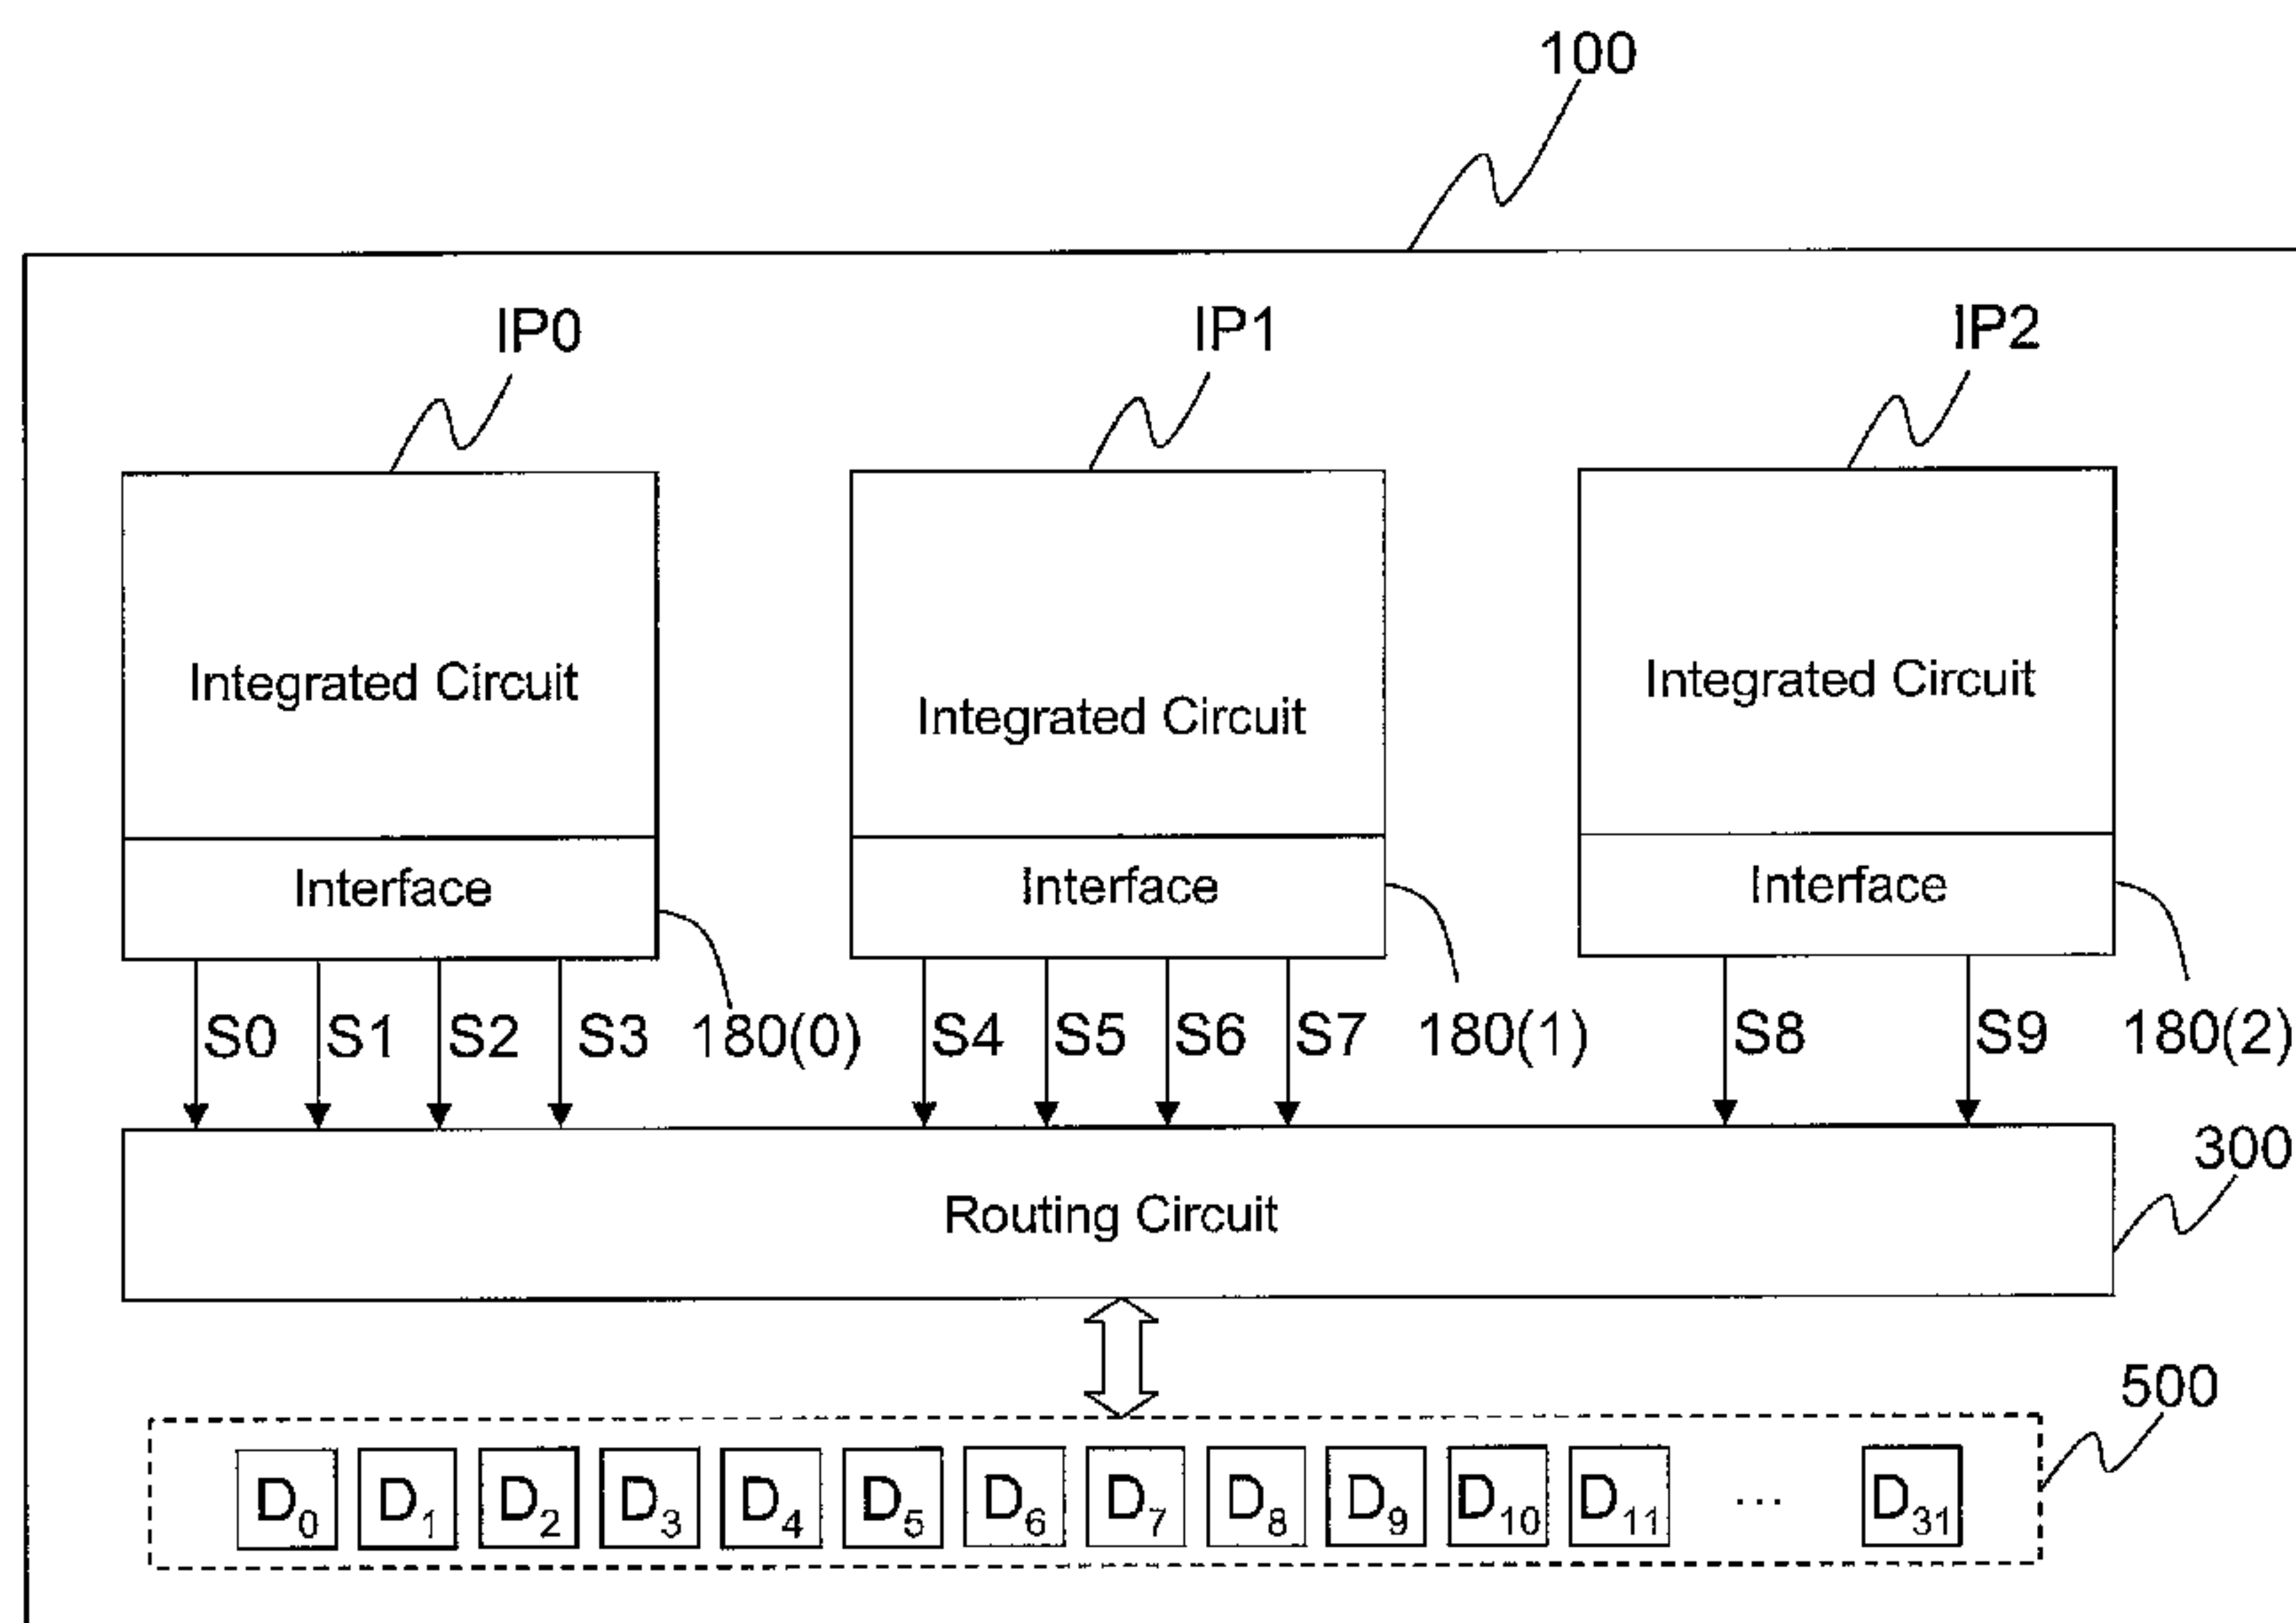 100
IP0 IP1 IP2
Integrated Circuit Integrated Circuit Integrated Circuit
Interface Interface Interface
S0 S1 S2 S3 180(0) S4 S5 S6 S7 180(1) S8 S9 180(2)
300
Routing Circuit
500
D0 D1 D2 D3 D4 D5 D6 D7 D8 D9 D10 D11 ... D31